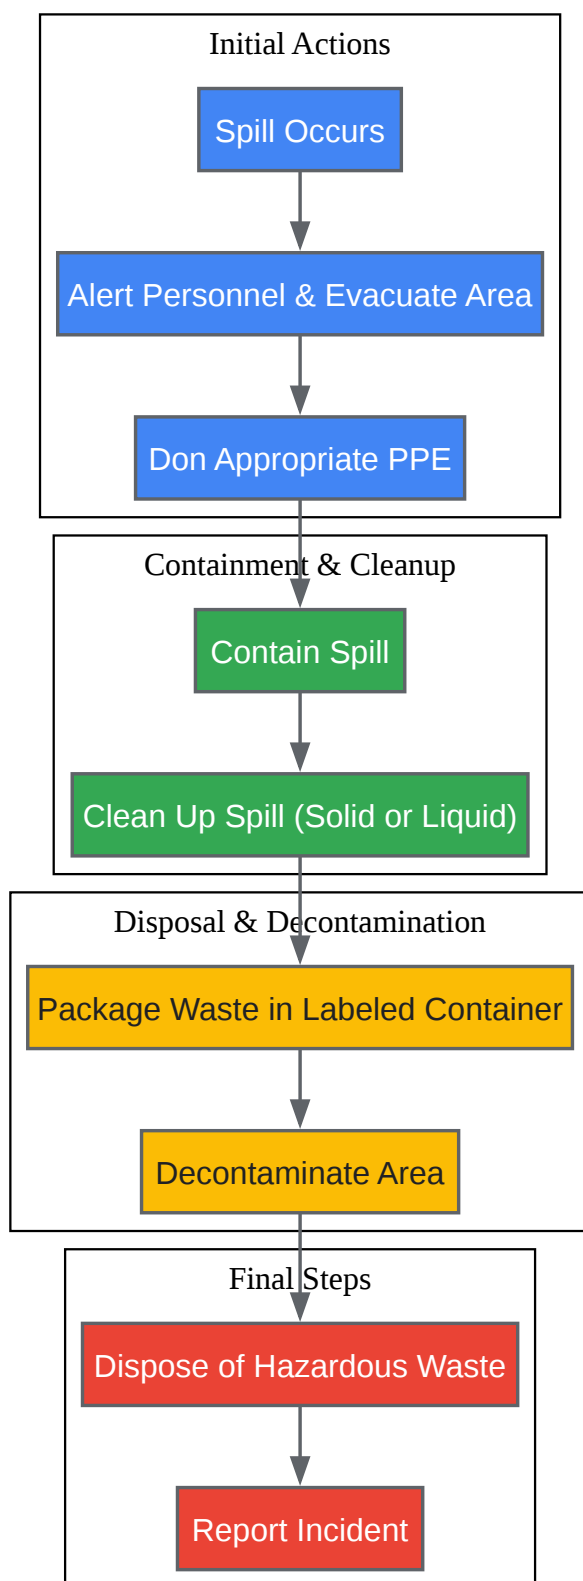 Initial Actions
Spill Occurs
Alert Personnel & Evacuate Area
Don Appropriate PPE
Containment & Cleanup
Contain Spill
Clean Up Spill (Solid or Liquid)
Disposal & Decontamination
Package Waste in Labeled Container
Decontaminate Area
Final Steps
Dispose of Hazardous Waste
Report Incident